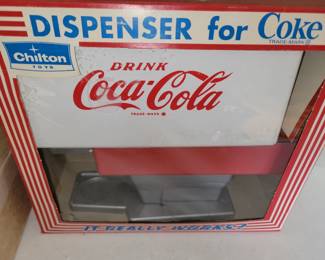 DISPENSER for Coke
TRADE-MARK ®
Chilton
TOYS
DRINK
Coca-Cola
TRADE-MARK ®
IT REALLY WORKS!